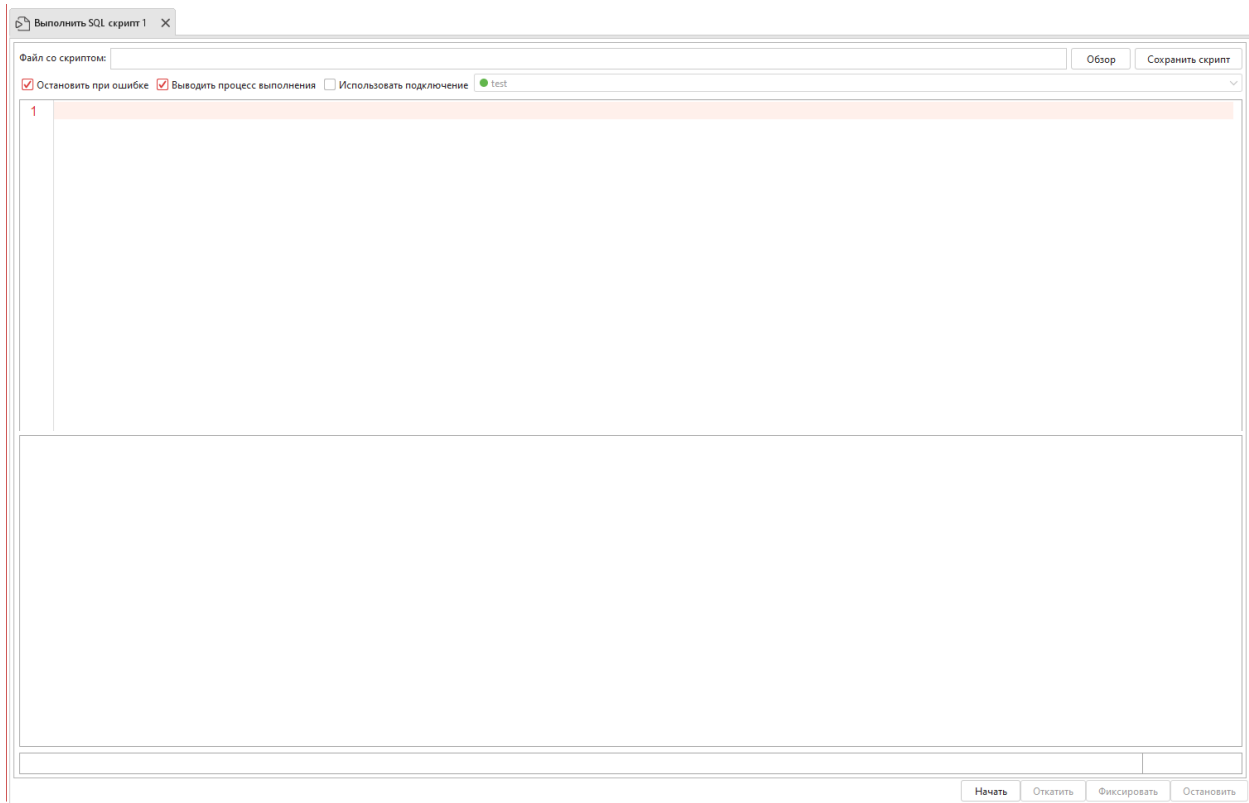 Выполнить SQL скрипт 1
Файл со скриптом: Обзор Сохранить скрипт
Остановить при ошибке Выводить процесс выполнения Использовать подключение test
1
Начать Откатить Фиксировать Остановить